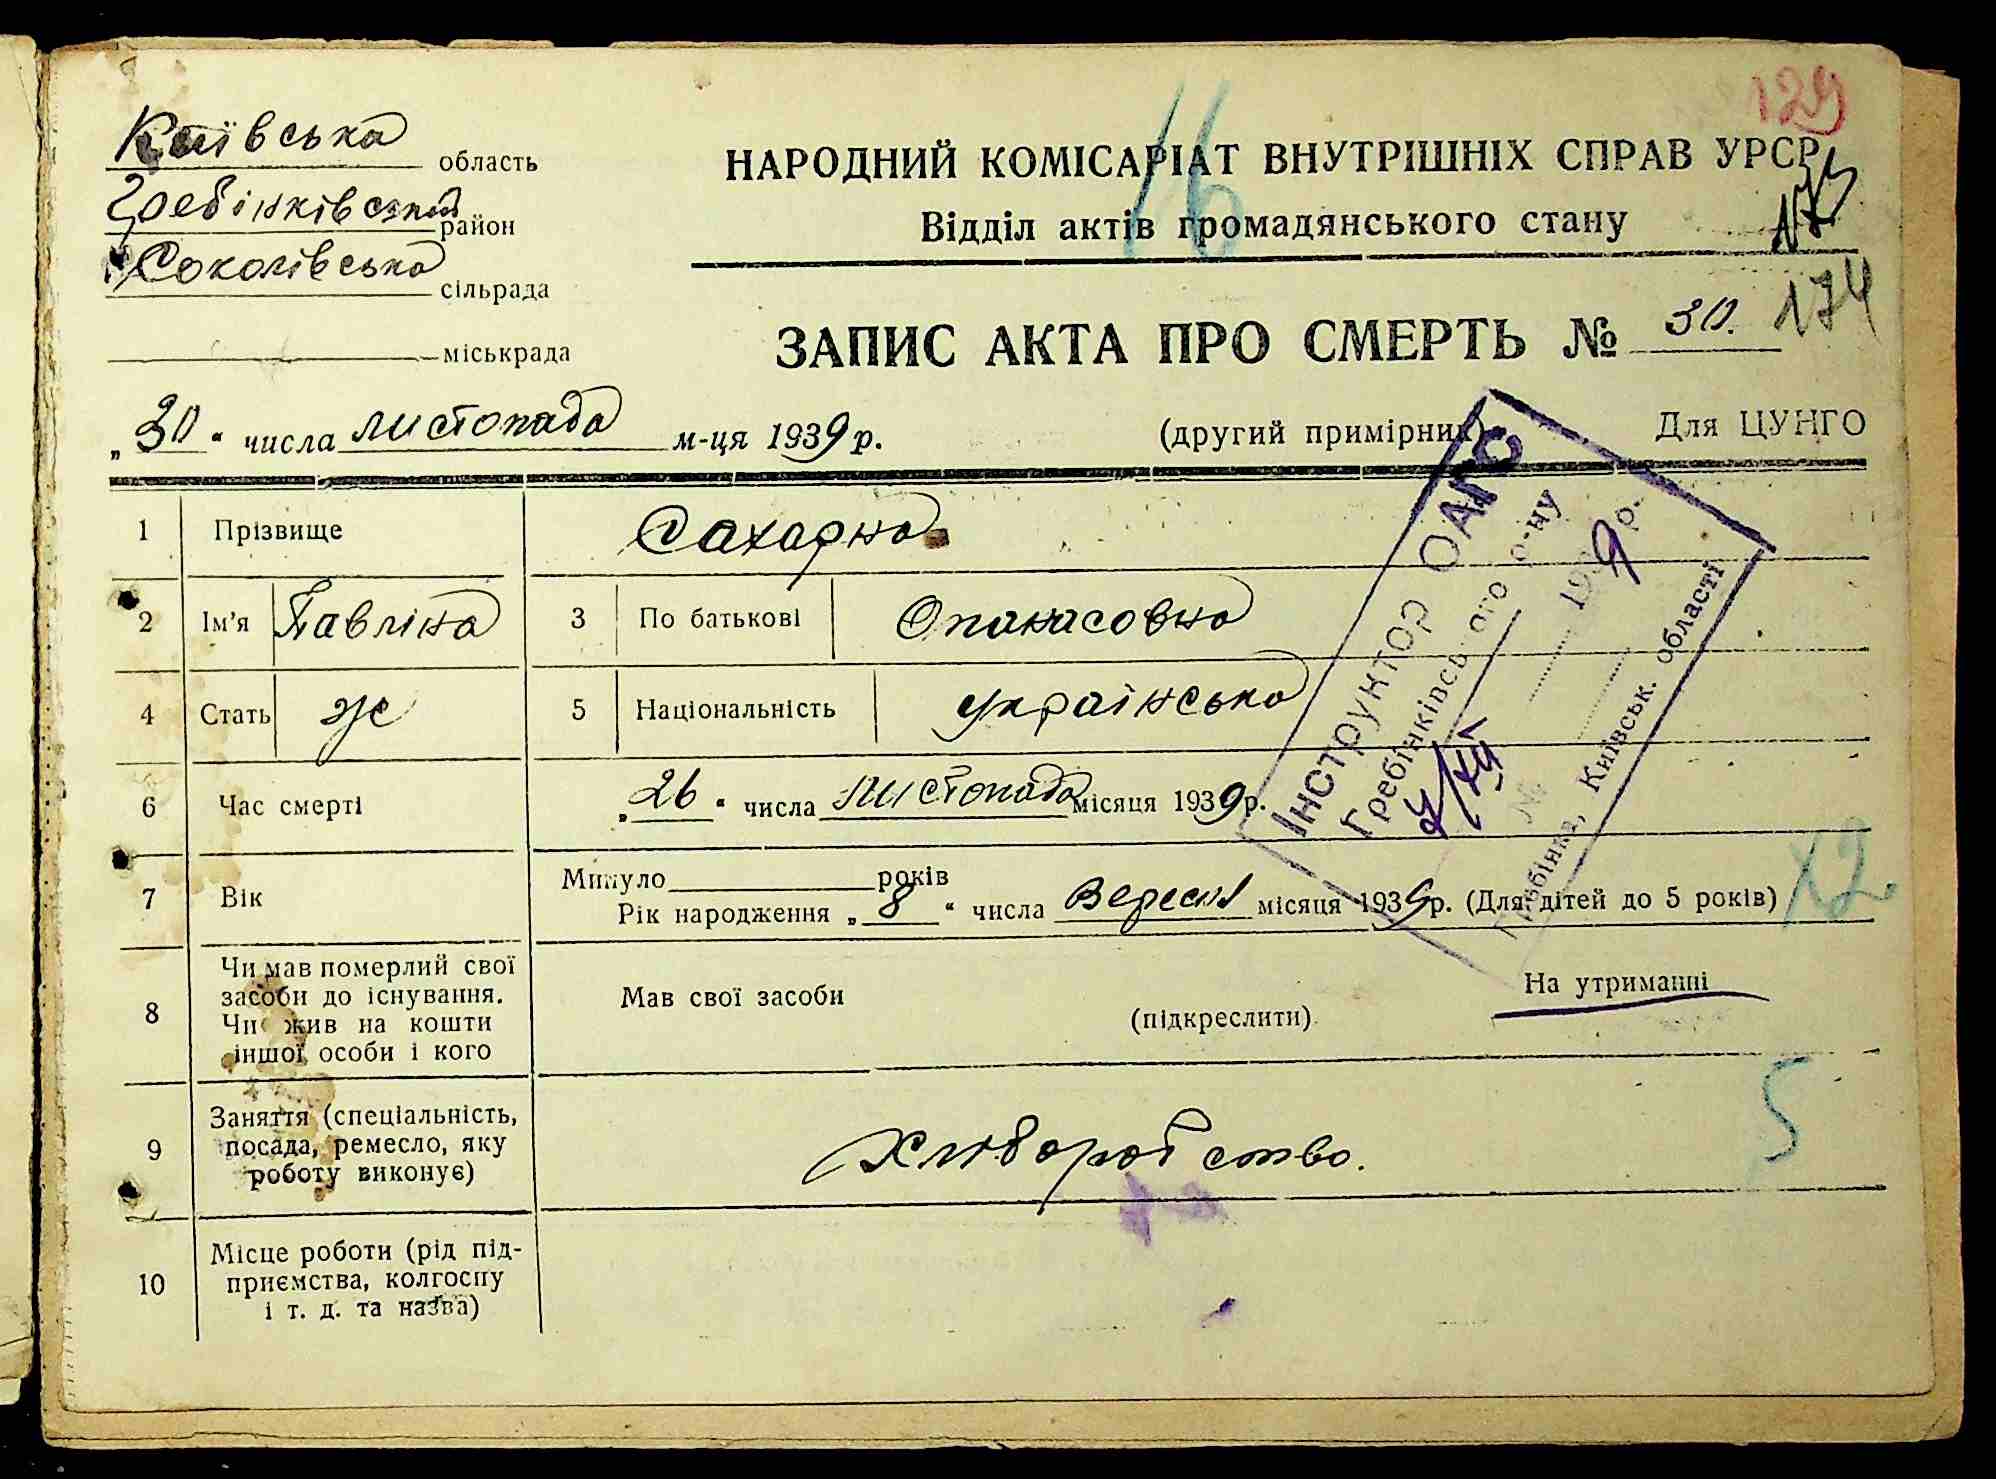 129
Київська область
16
НАРОДНИЙ КОМІСАРІАТ ВНУТРІШНІХ СПРАВ УРСР
Гребінківський район
Відділ актів громадянського стану
Соколівська сільрада
міськрада
ЗАПИС АКТА ПРО СМЕРТЬ № 30.
174
„30“ числа листопада м-ця 1939 р. (другий примірник) Для ЦУНГО
1 Прізвище Сахарна
2 Ім'я Павліна 3 По батькові Опанасовна
4 Стать ж 5 Національність українська
6 Час смерті „26“ числа листопада місяця 1939 р.
7 Вік Минуло років
Рік народження „8“ числа Вересня місяця 1939 р. (Для дітей до 5 років)
8 Чи мав померлий свої засоби до існування. Чи жив на кошти іншої особи і кого
Мав свої засоби (підкреслити) На утриманні
5
9 Заняття (спеціальність, посада, ремесло, яку роботу виконує)
Хліборобство.
10 Місце роботи (рід підприємства, колгоспу і т. д. та назва)
Інструктор ОАГС
Гребінківського р-ну
4/XII 1939 р.
№
Гребінка, Київськ. області